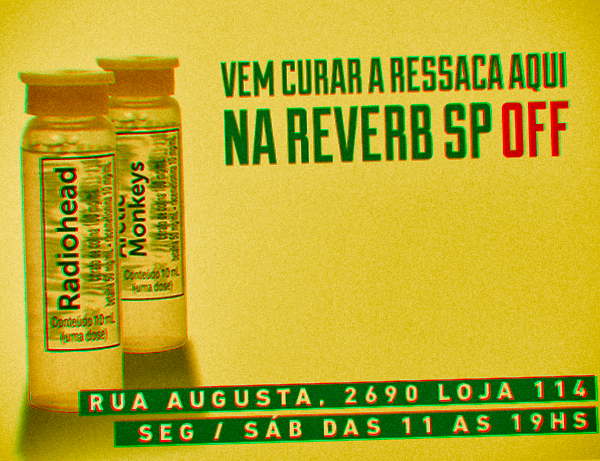 VEM CURAR A RESSACA AQUI
NA REVERB SP OFF
Radiohead
Conteúdo 10 mL
(uma dose)
Arctic
Monkeys
Conteúdo 10 mL
(uma dose)
RUA AUGUSTA, 2690 LOJA 114
SEG / SÁB DAS 11 AS 19HS